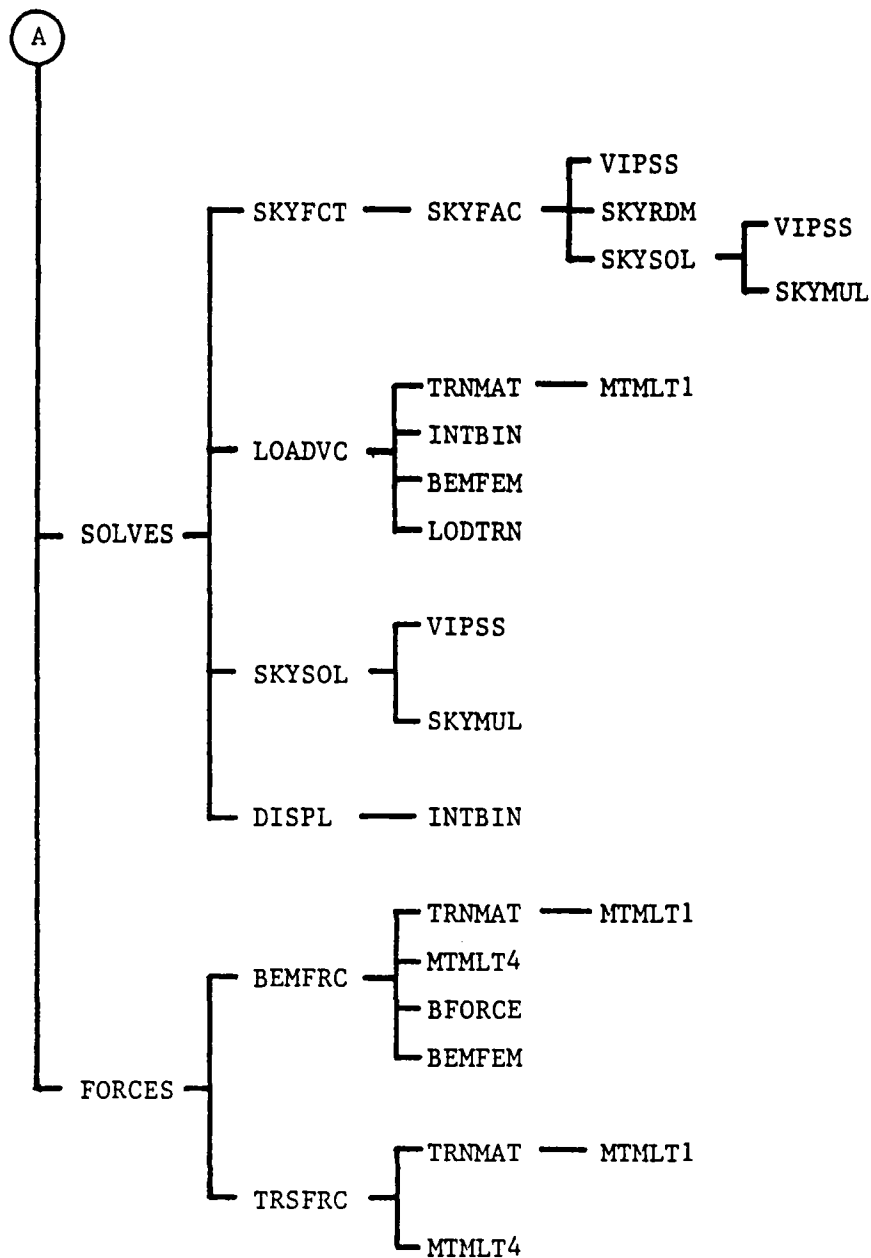 A
VIPSS
SKYFCT SKYFAC SKYRDM
VIPSS
SKYSOL
SKYMUL
TRNMAT MTMLT1
INTBIN
LOADVC
BEMFEM
LODTRN
SOLVES
VIPSS
SKYSOL
SKYMUL
DISPL INTBIN
TRNMAT MTMLT1
MTMLT4
BEMFRC
BFORCE
BEMFEM
FORCES
TRNMAT MTMLT1
TRSFRC
MTMLT4